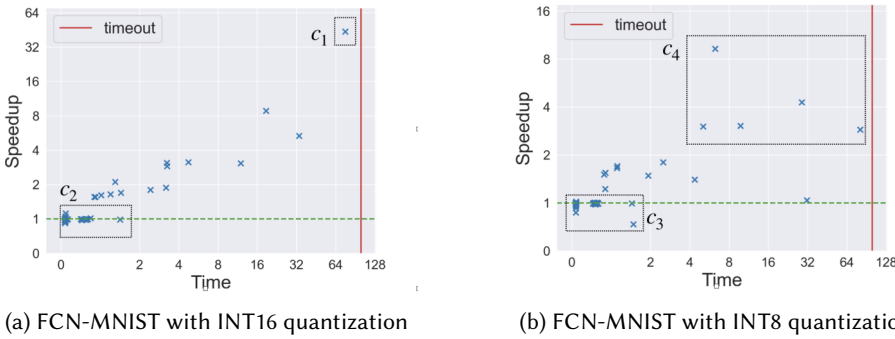 64
32
16
8
4
2
1
0
Speedup
timeout
c1
c2
0 2 4 8 16 32 64 128
Time
(a) FCN-MNIST with INT16 quantization
16
8
4
2
1
0
Speedup
timeout
c4
c3
0 2 4 8 16 32 64 128
Time
(b) FCN-MNIST with INT8 quantizatio